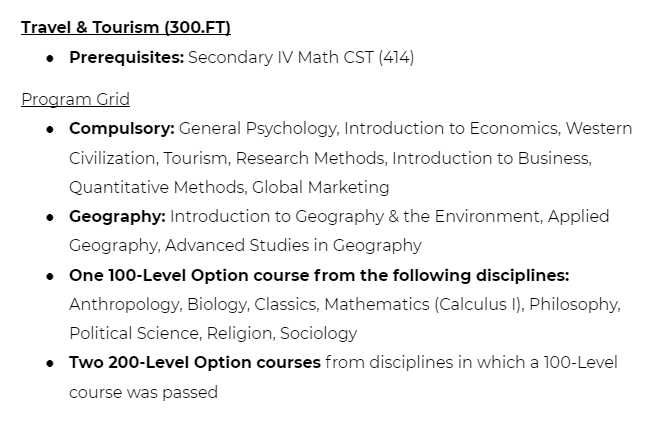 Travel & Tourism (300.FT)
● Prerequisites: Secondary IV Math CST (414)
Program Grid
● Compulsory: General Psychology, Introduction to Economics, Western
Civilization, Tourism, Research Methods, Introduction to Business,
Quantitative Methods, Global Marketing
● Geography: Introduction to Geography & the Environment, Applied
Geography, Advanced Studies in Geography
● One 100-Level Option course from the following disciplines:
Anthropology, Biology, Classics, Mathematics (Calculus I), Philosophy,
Political Science, Religion, Sociology
● Two 200-Level Option courses from disciplines in which a 100-Level
course was passed